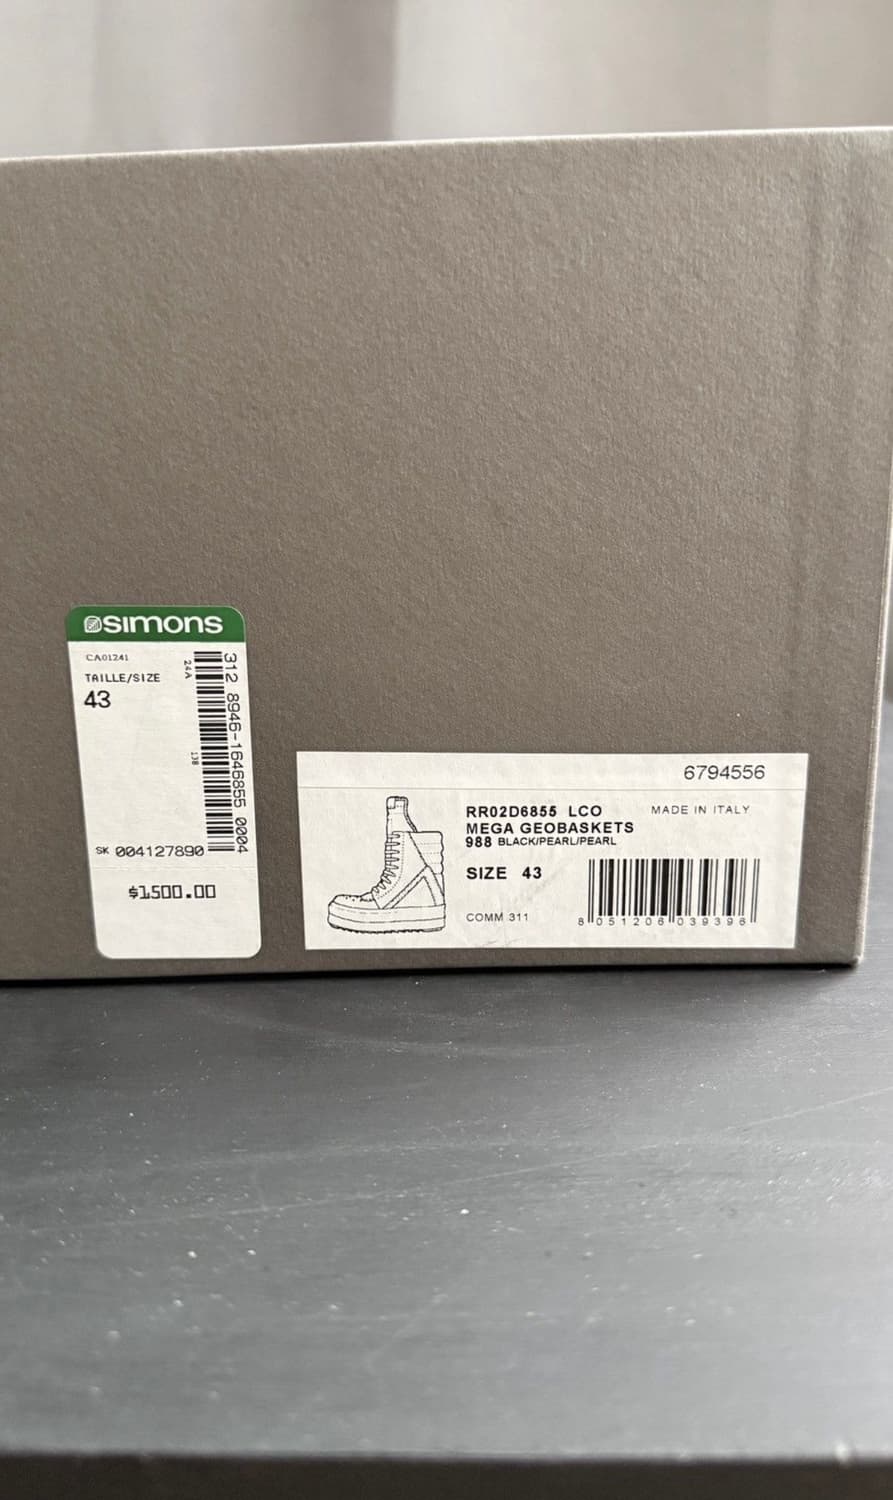 simons
CA01241
24A
TAILLE/SIZE
43
138
312 8946-1646855 0004
SK 004127890
$1500.00
6794556
RR02D6855 LCO MADE IN ITALY
MEGA GEOBASKETS
988 BLACK/PEARL/PEARL
SIZE 43
COMM 311
8 051206 039396